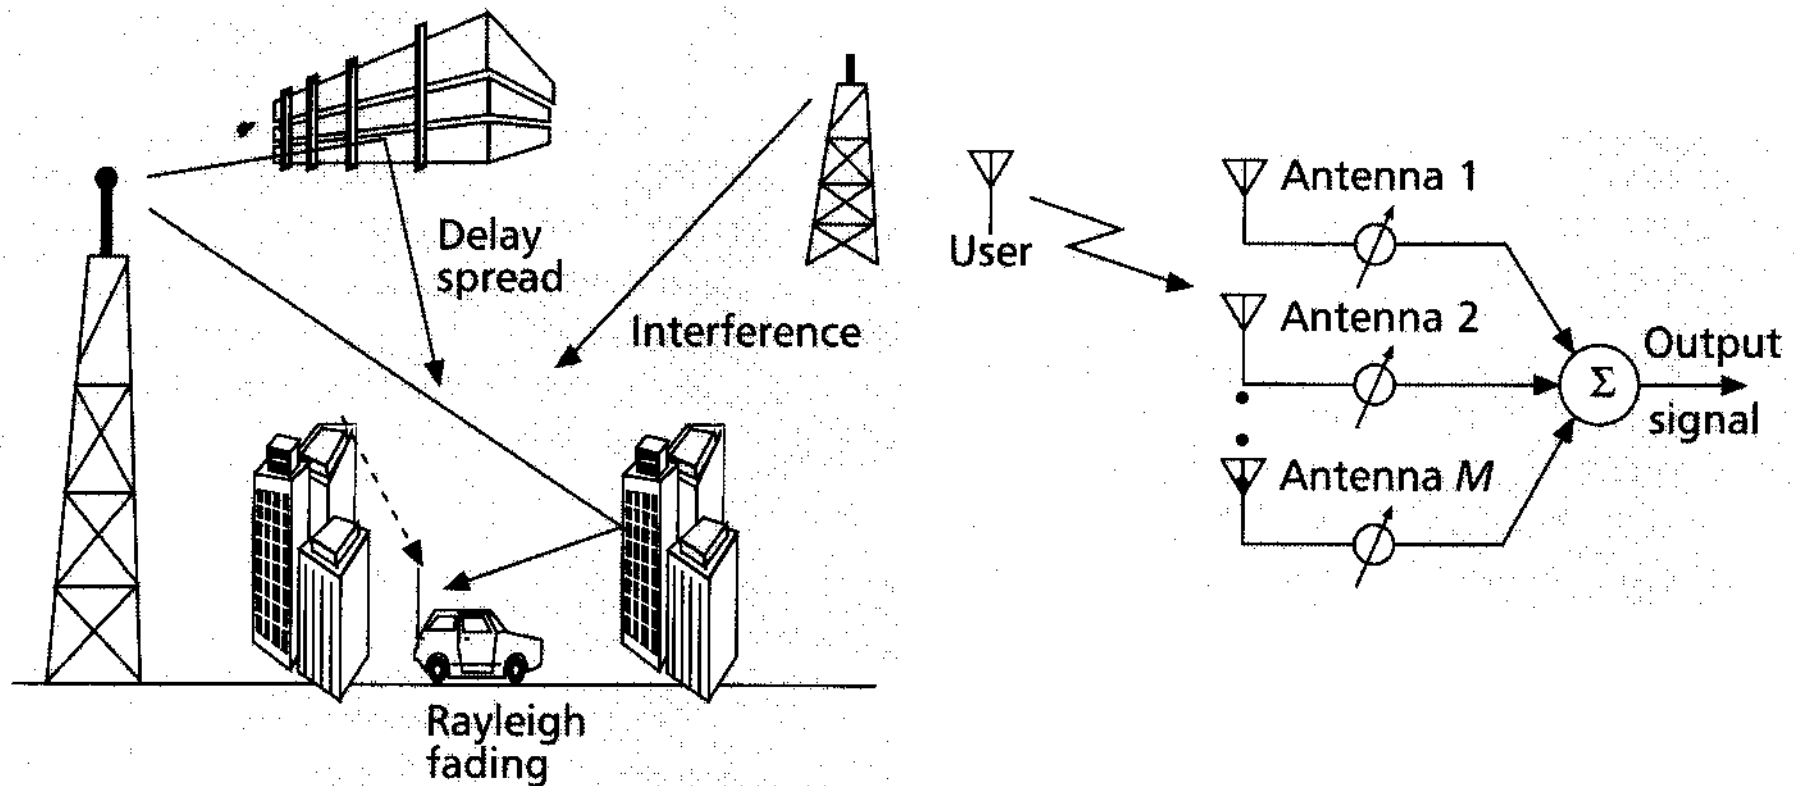 Delay
spread
Interference
Rayleigh
fading
User
Antenna 1
Antenna 2
Antenna M
Σ
Output
signal